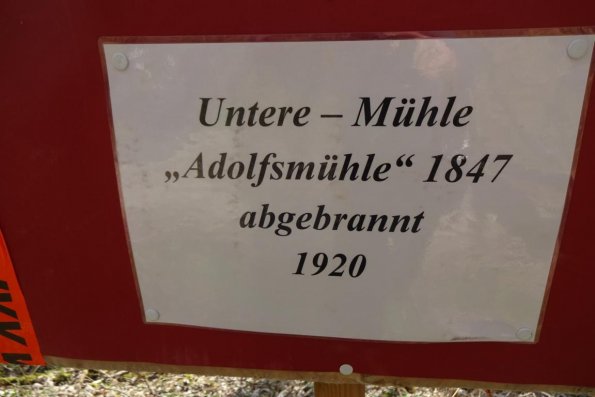 Untere – Mühle
„Adolfsmühle“ 1847
abgebrannt
1920